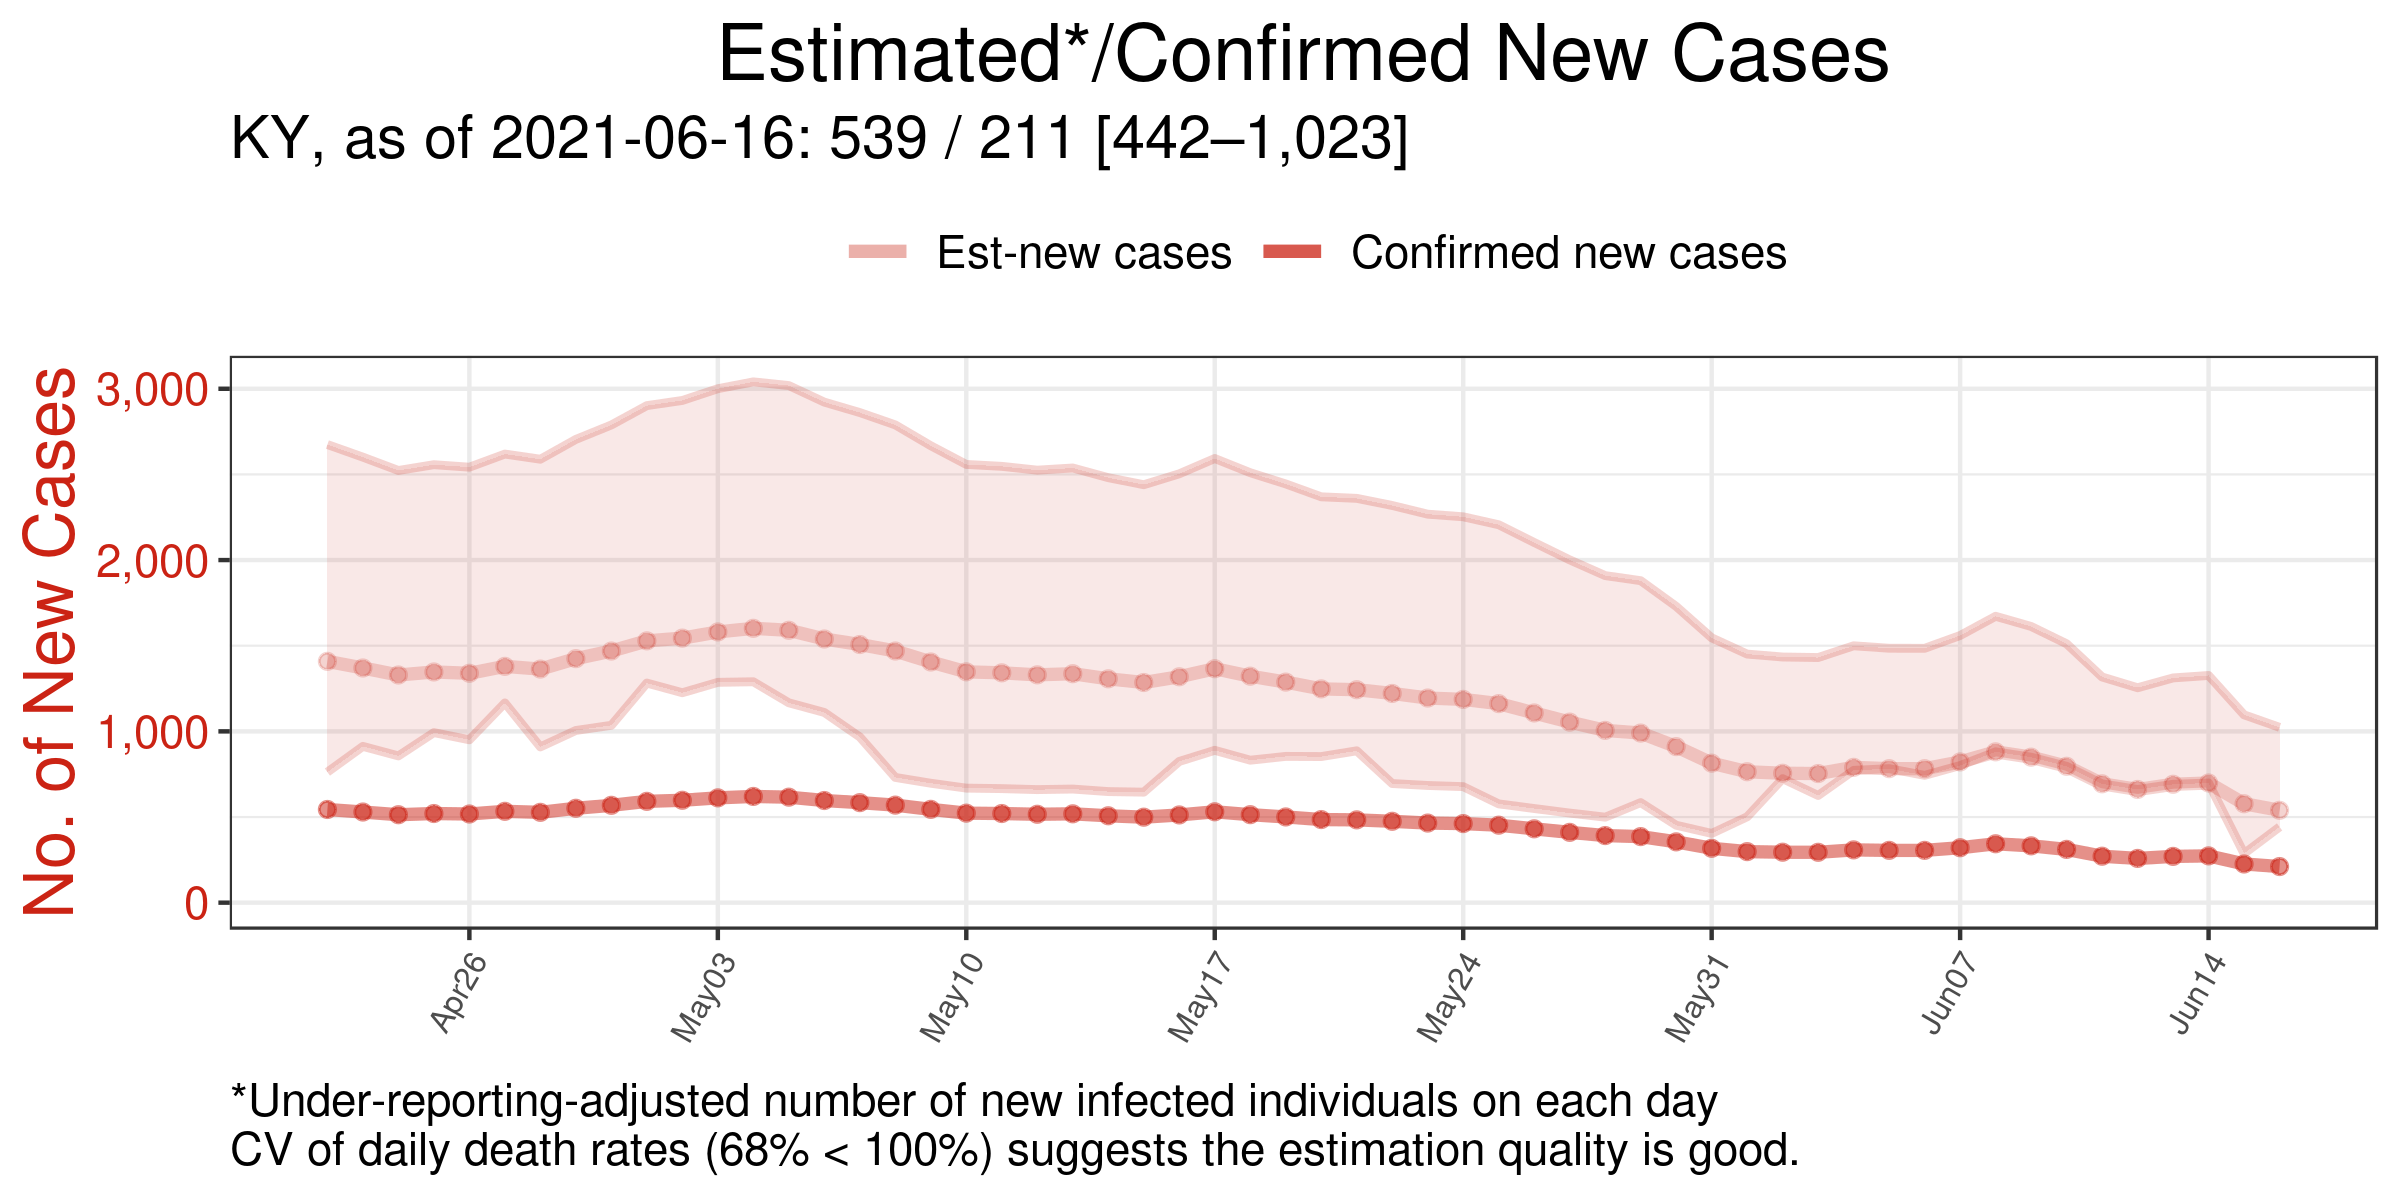 Estimated*/Confirmed New Cases
KY, as of 2021-06-16: 539 / 211 [442–1,023]
Est-new cases Confirmed new cases
No. of New Cases
3,000
2,000
1,000
0
Apr26 May03 May10 May17 May24 May31 Jun07 Jun14
*Under-reporting-adjusted number of new infected individuals on each day
CV of daily death rates (68% < 100%) suggests the estimation quality is good.